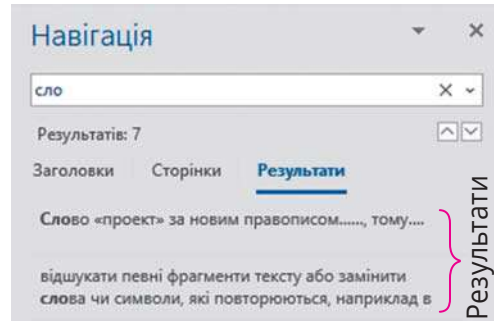 Навігація
сло
Результатів: 7
Заголовки Сторінки Результати
Слово «проект» за новим правописом......, тому....
відшукати певні фрагменти тексту або замінити
слова чи символи, які повторюються, наприклад в
Результати